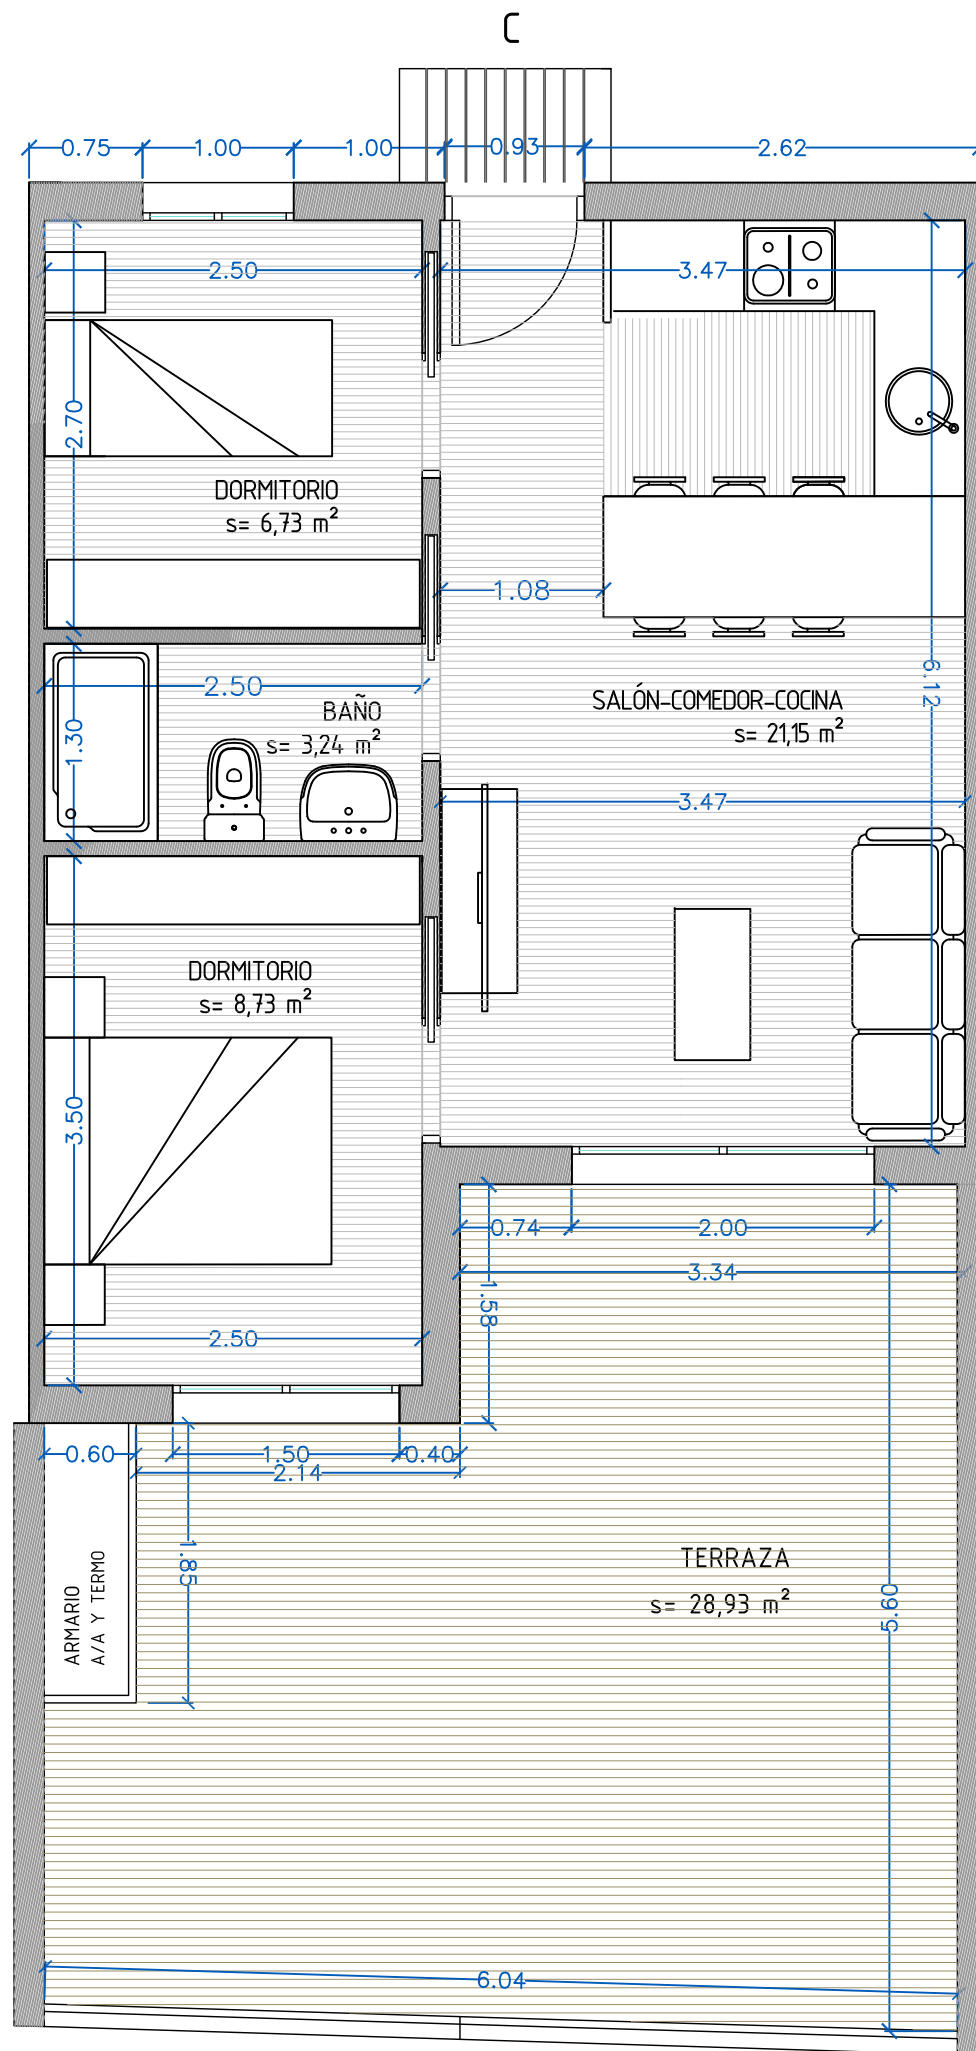 C
0.75
1.00
1.00
0.93
2.62
2.50
3.47
2.70
DORMITORIO
s= 6,73 m²
1.08
6.12
2.50
BAÑO
s= 3,24 m²
1.30
SALÓN-COMEDOR-COCINA
s= 21,15 m²
3.47
DORMITORIO
s= 8,73 m²
3.50
0.74
2.00
3.34
1.58
2.50
0.60
1.50
0.40
2.14
1.85
ARMARIO
A/A Y TERMO
TERRAZA
s= 28,93 m²
5.60
6.04